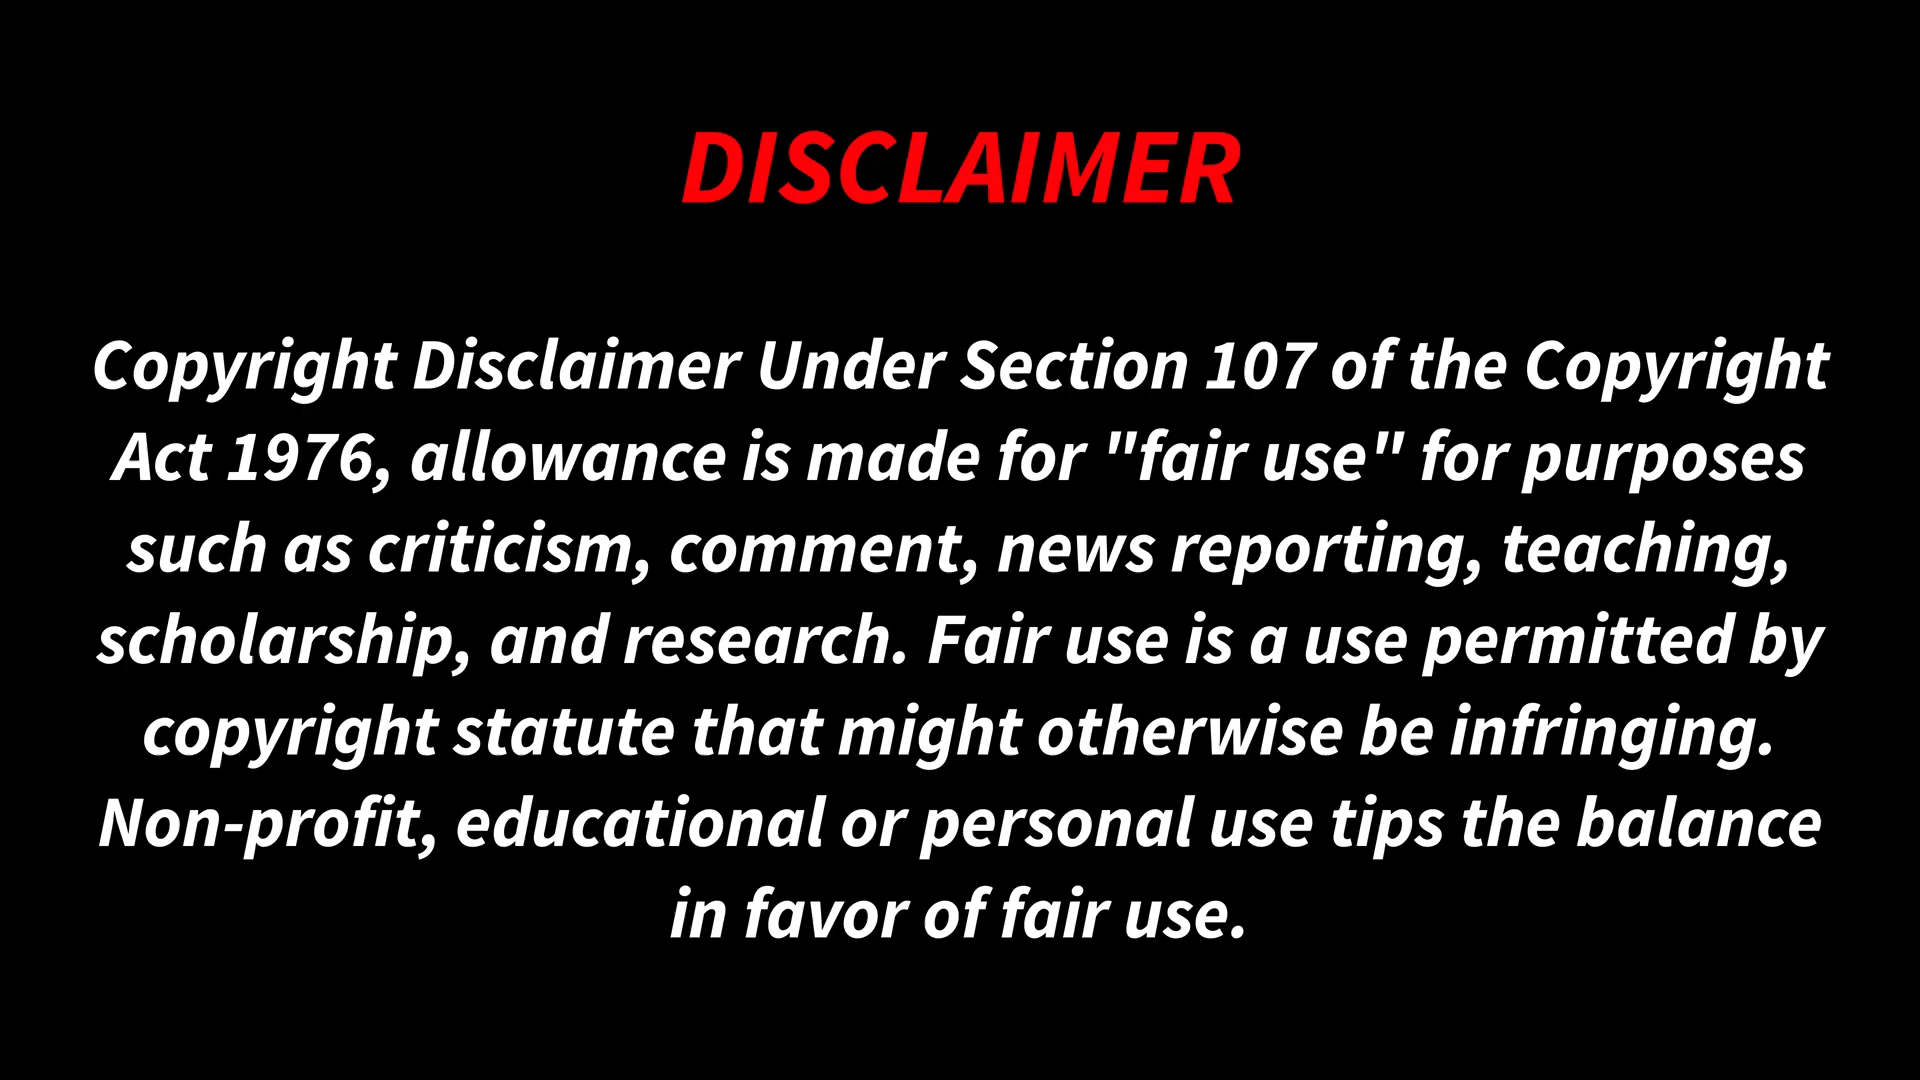 DISCLAIMER
Copyright Disclaimer Under Section 107 of the Copyright
Act 1976, allowance is made for "fair use" for purposes
such as criticism, comment, news reporting, teaching,
scholarship, and research. Fair use is a use permitted by
copyright statute that might otherwise be infringing.
Non-profit, educational or personal use tips the balance
in favor of fair use.